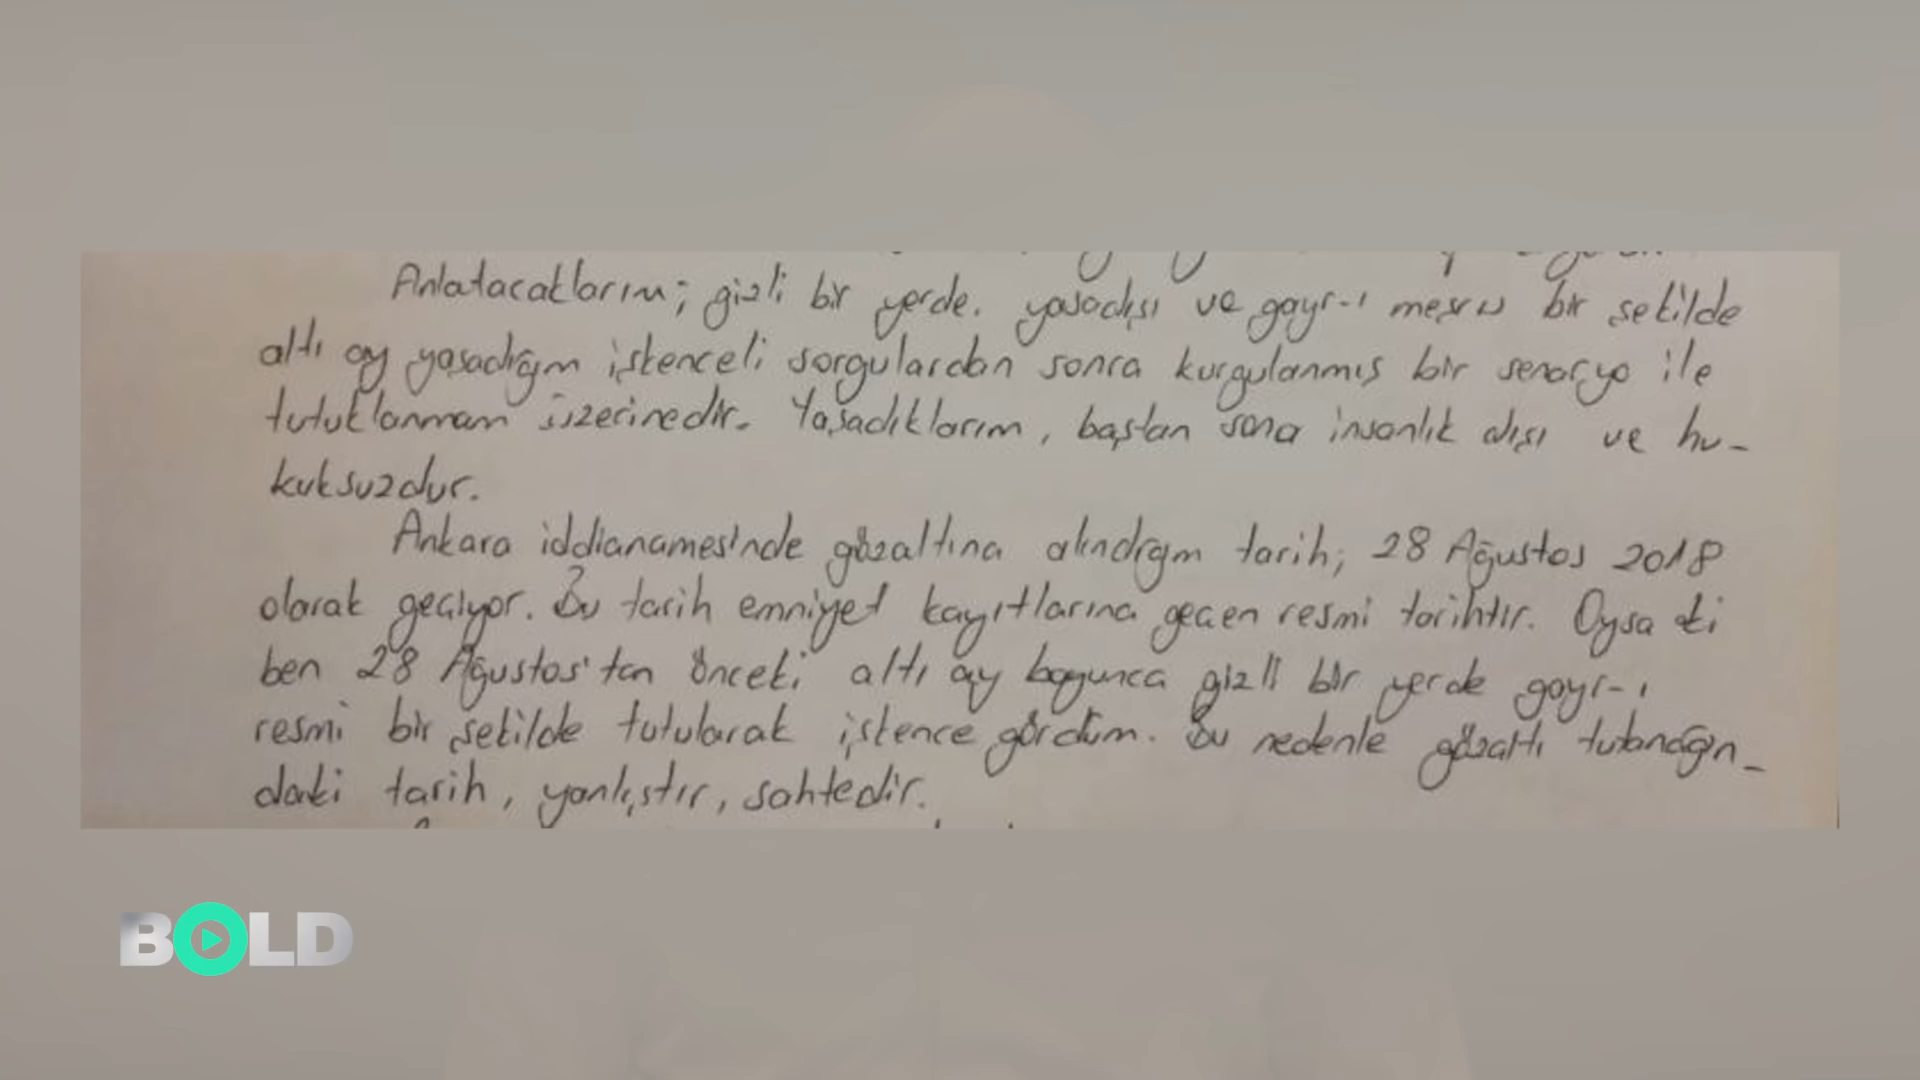 Anlatacaklarım; gizli bir yerde, yasadışı ve gayr-ı meşru bir şekilde
altı ay yaşadığım işkenceli sorgulardan sonra kurgulanmış bir senaryo ile
tutuklanmam üzerinedir. Yaşadıklarım, baştan sona insanlık dışı ve hu-
kuksuzdur.
Ankara iddianamesi'nde gözaltına alındığım tarih; 28 Ağustos 2018
olarak geçiyor. Bu tarih emniyet kayıtlarına geçen resmi tarihtir. Oysa ki
ben 28 Ağustos'tan önceki altı ay boyunca gizli bir yerde gayr-ı
resmi bir şekilde tutularak işkence gördüm. Bu nedenle gözaltı tutanağın-
daki tarih, yanlıştır, sahtedir.
BOLD